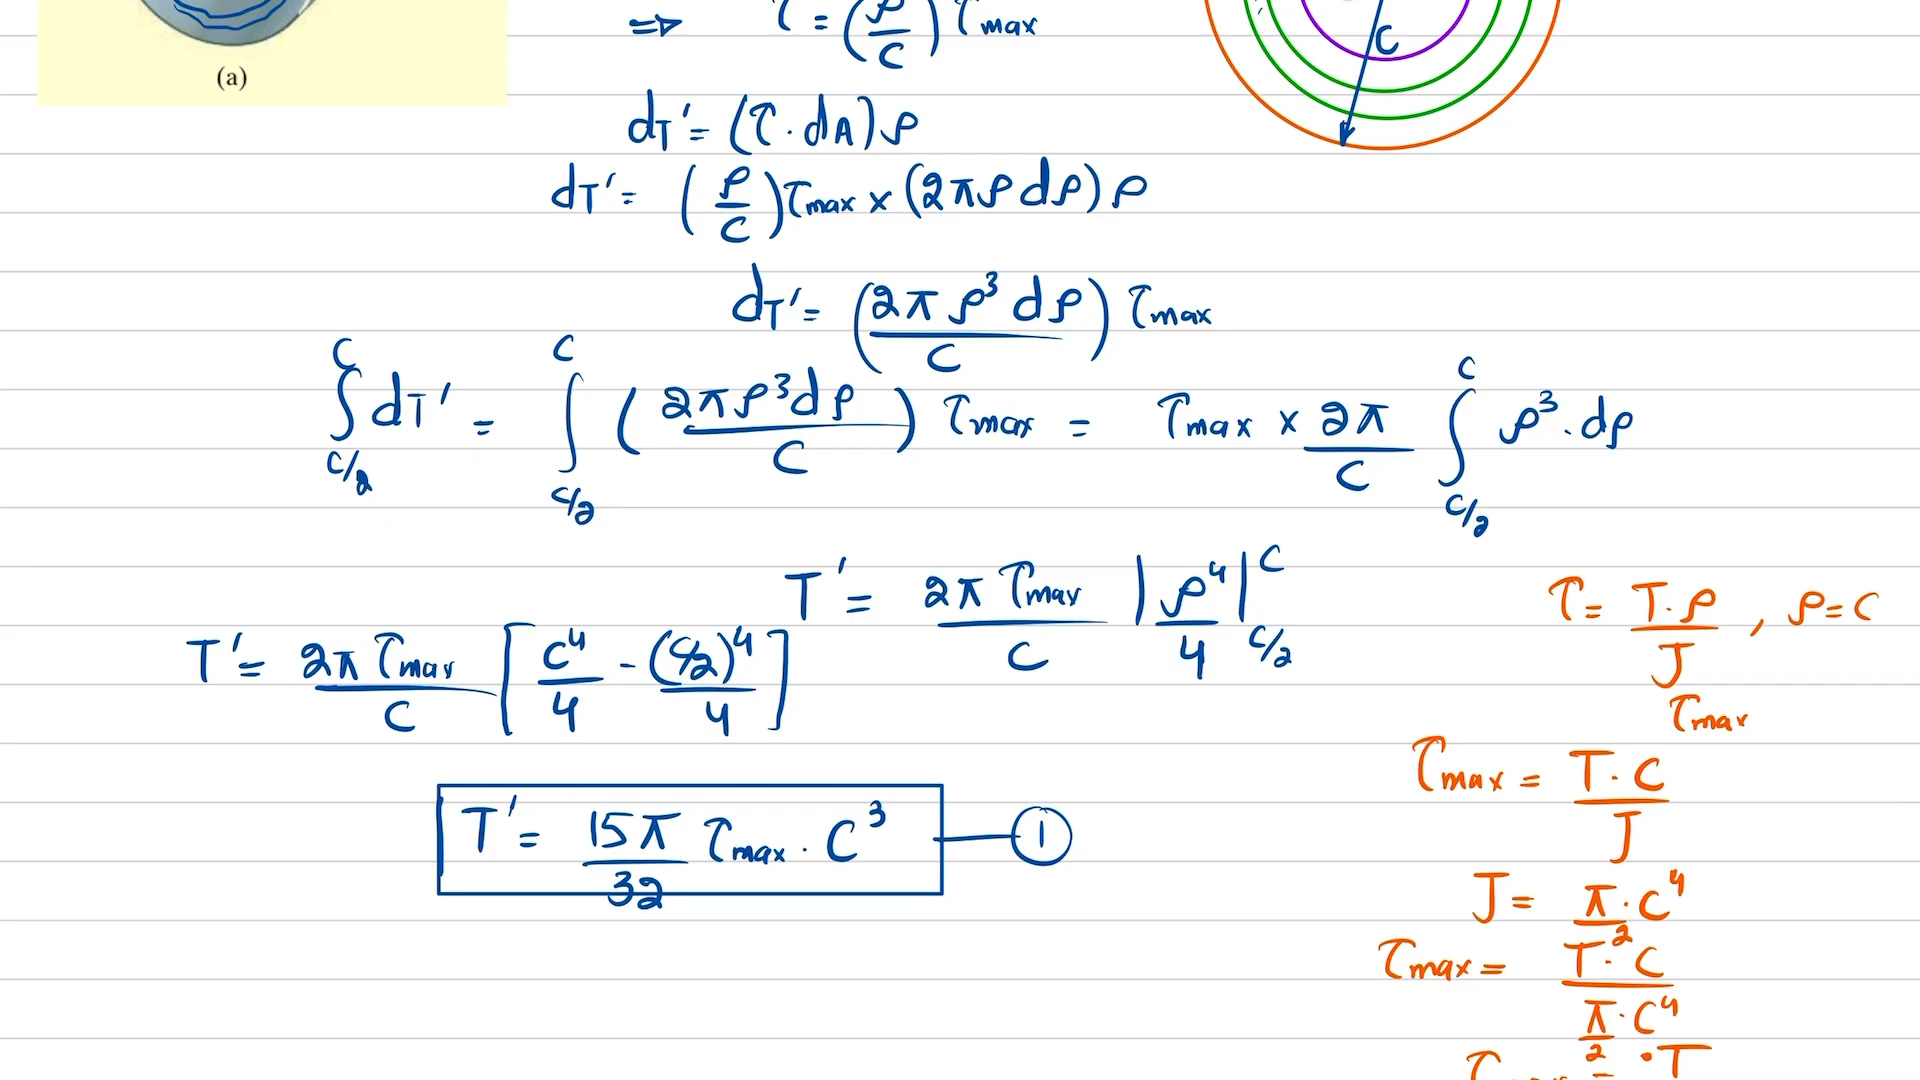 ⇒ τ = (ρ/C) τmax
C
(a)
dT' = (τ · dA) ρ
dT' = (ρ/C) τmax × (2πρ dρ) ρ
dT' = (2π ρ³ dρ / C) τmax
∫_{C/2}^{C} dT' = ∫_{C/2}^{C} (2πρ³dρ / C) τmax = τmax × 2π/C ∫_{C/2}^{C} ρ³ · dρ
T' = 2π τmax / C |ρ⁴/4|_{C/2}^{C}
T' = 2π τmax / C [C⁴/4 - (C/2)⁴/4]
T' = 15π/32 τmax · C³ — ①
τ = T · ρ / J , ρ = C
τmax
τmax = T · C / J
J = π/2 · C⁴
τmax = T · C / (π/2 · C⁴)